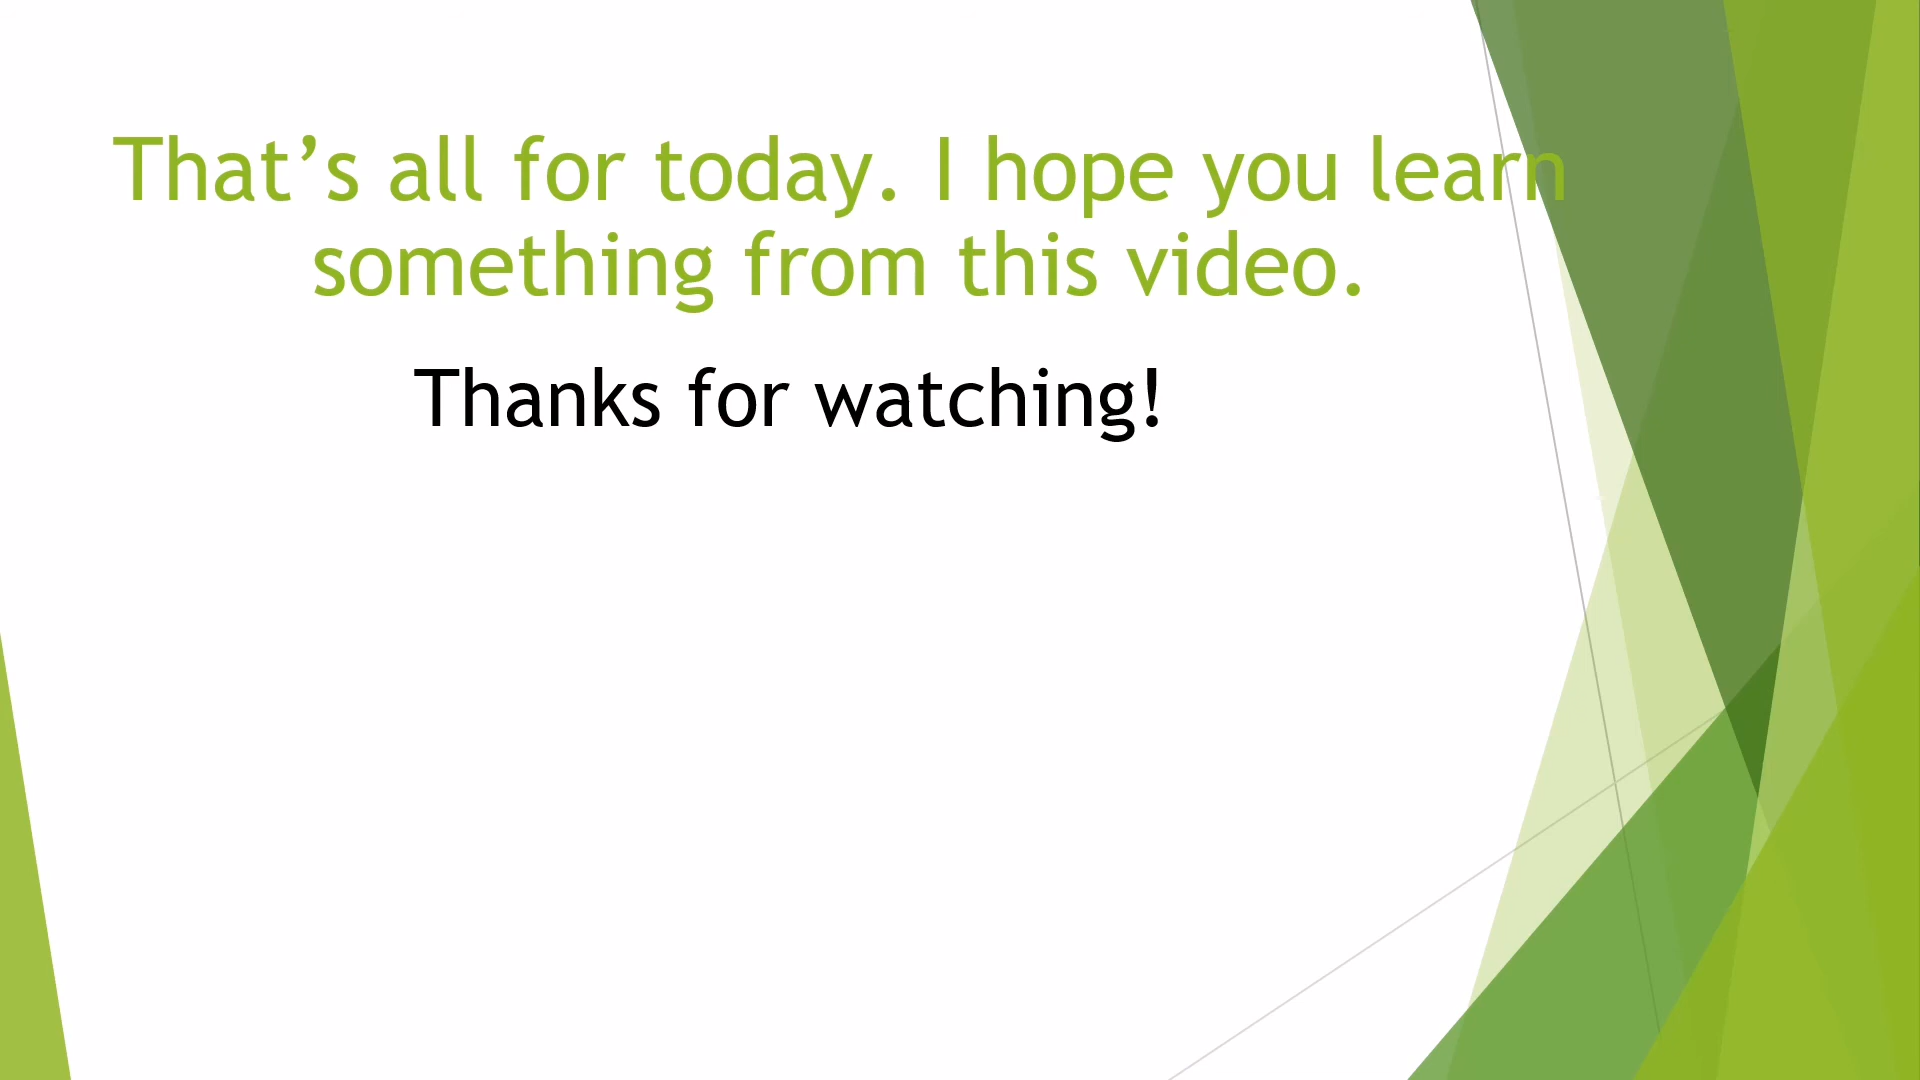 That’s all for today. I hope you learn
something from this video.
Thanks for watching!